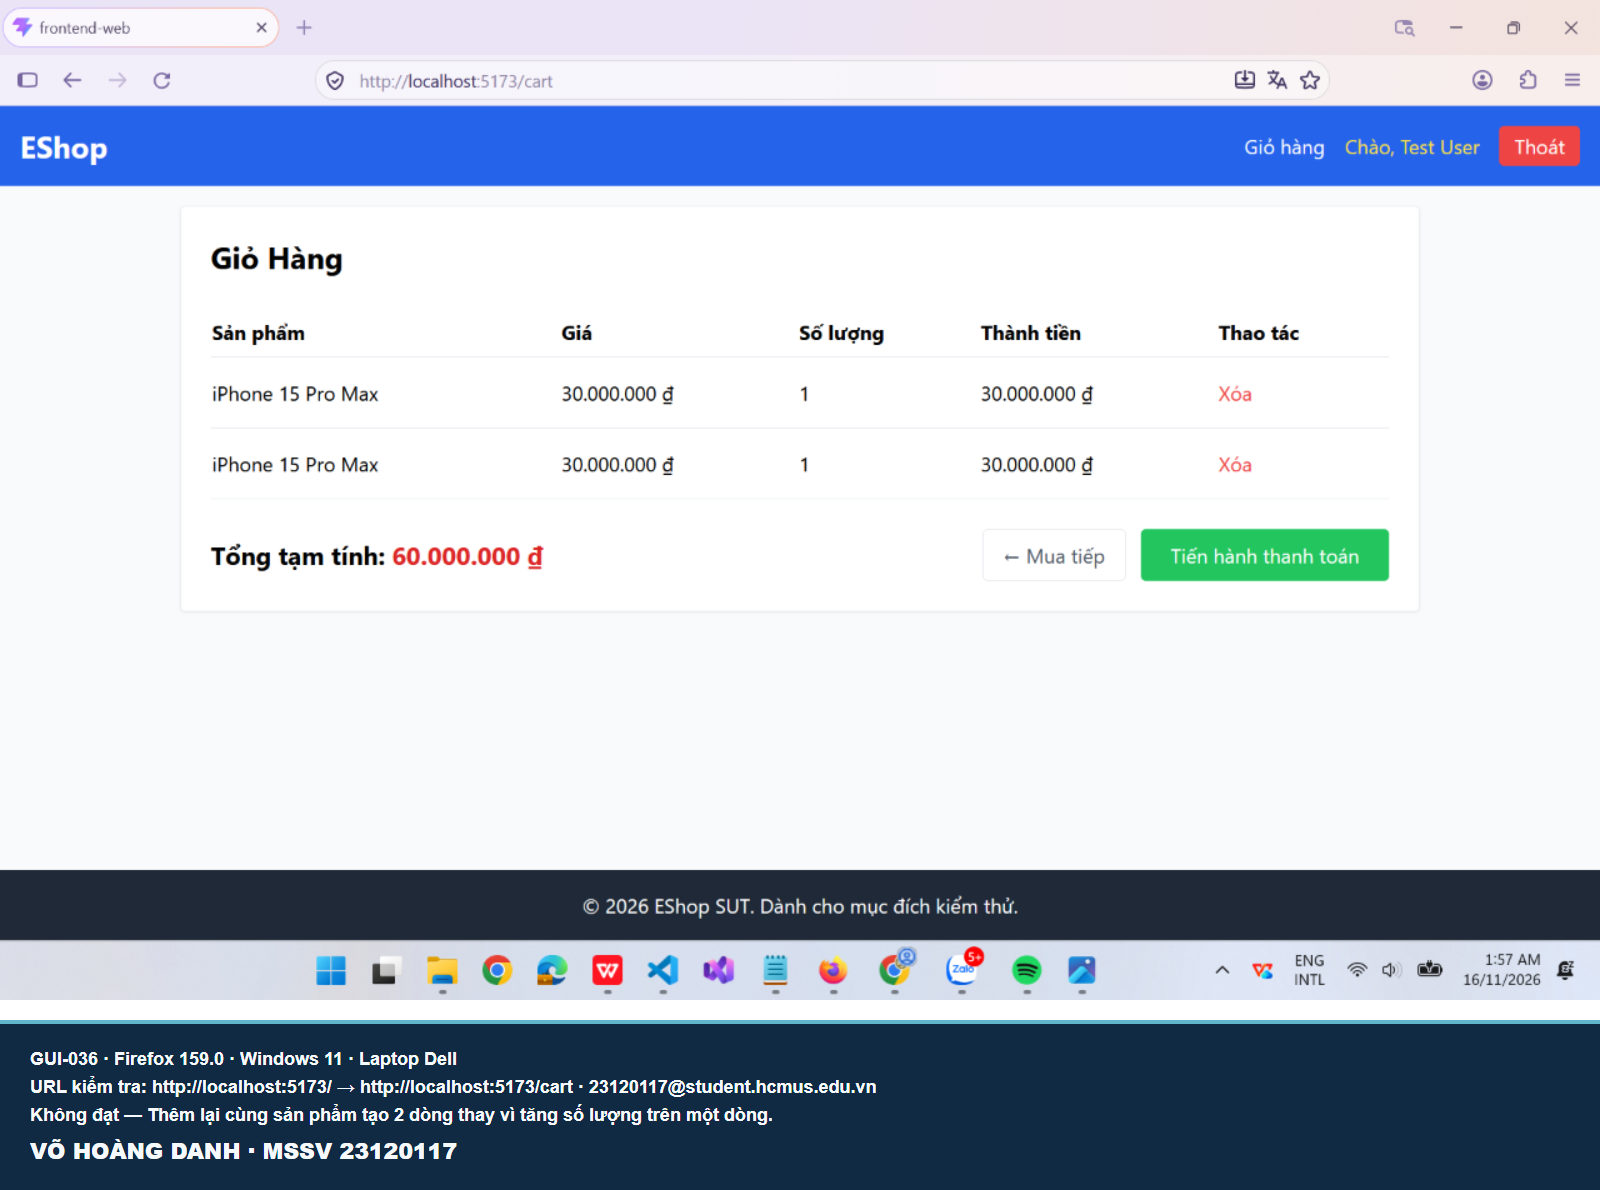 frontend-web
http://localhost:5173/cart
EShop
Giỏ hàng
Chào, Test User
Thoát
Giỏ Hàng
Sản phẩm Giá Số lượng Thành tiền Thao tác
iPhone 15 Pro Max 30.000.000 ₫ 1 30.000.000 ₫ Xóa
iPhone 15 Pro Max 30.000.000 ₫ 1 30.000.000 ₫ Xóa
Tổng tạm tính: 60.000.000 ₫
← Mua tiếp
Tiến hành thanh toán
© 2026 EShop SUT. Dành cho mục đích kiểm thử.
Zalo
5+
ENG
INTL
1:57 AM
16/11/2026
GUI-036 · Firefox 159.0 · Windows 11 · Laptop Dell
URL kiểm tra: http://localhost:5173/ → http://localhost:5173/cart · 23120117@student.hcmus.edu.vn
Không đạt — Thêm lại cùng sản phẩm tạo 2 dòng thay vì tăng số lượng trên một dòng.
VÕ HOÀNG DANH · MSSV 23120117